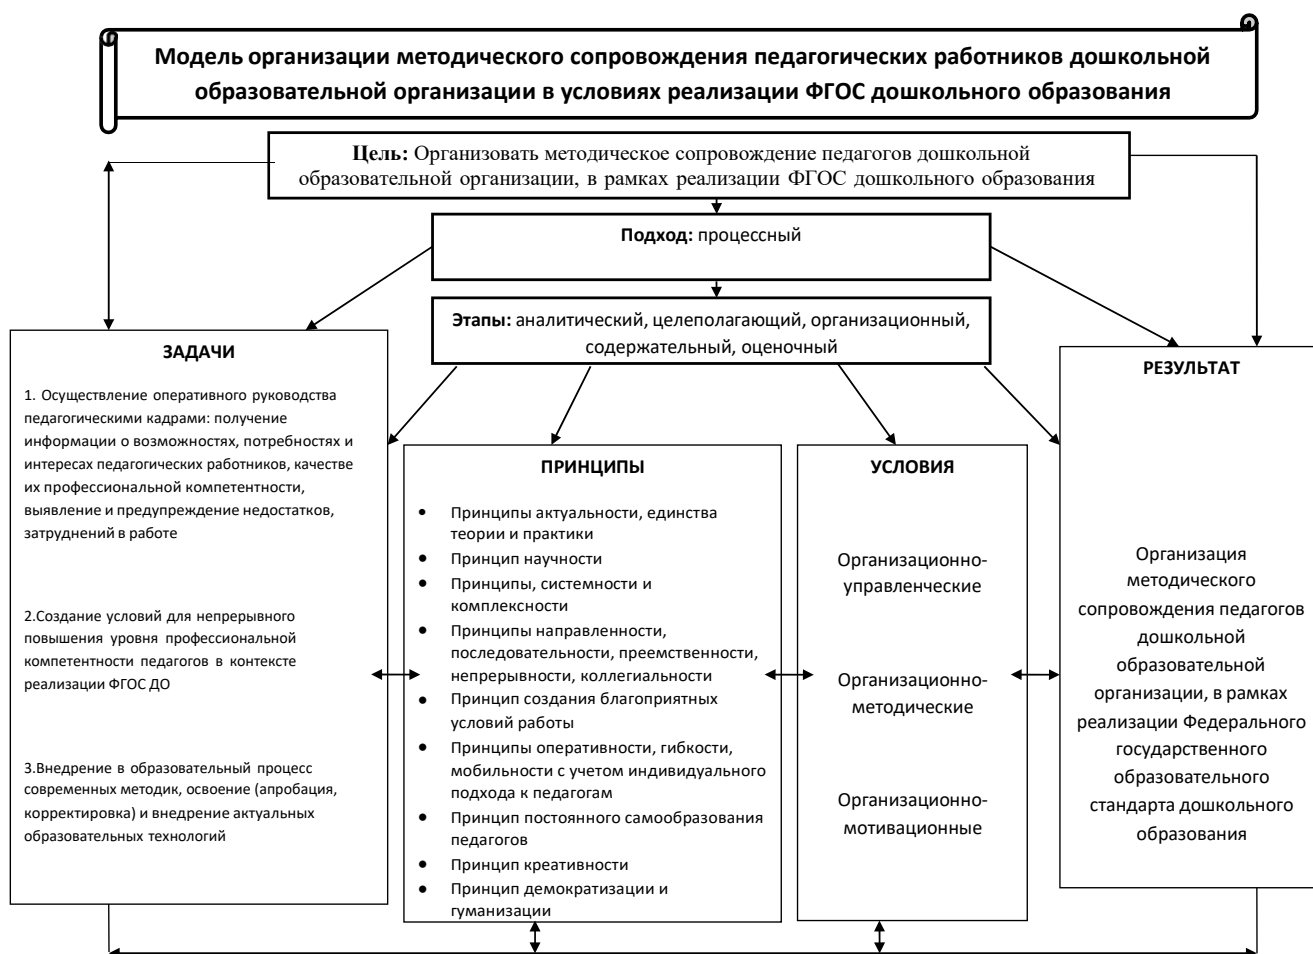 Модель организации методического сопровождения педагогических работников дошкольной
образовательной организации в условиях реализации ФГОС дошкольного образования
Цель: Организовать методическое сопровождение педагогов дошкольной
образовательной организации, в рамках реализации ФГОС дошкольного образования
Подход: процессный
Этапы: аналитический, целеполагающий, организационный,
содержательный, оценочный
ЗАДАЧИ
1. Осуществление оперативного руководства
педагогическими кадрами: получение
информации о возможностях, потребностях и
интересах педагогических работников, качестве
их профессиональной компетентности,
выявление и предупреждение недостатков,
затруднений в работе
2.Создание условий для непрерывного
повышения уровня профессиональной
компетентности педагогов в контексте
реализации ФГОС ДО
3.Внедрение в образовательный процесс
современных методик, освоение (апробация,
корректировка) и внедрение актуальных
образовательных технологий
ПРИНЦИПЫ
• Принципы актуальности, единства
теории и практики
• Принцип научности
• Принципы, системности и
комплексности
• Принципы направленности,
последовательности, преемственности,
непрерывности, коллегиальности
• Принцип создания благоприятных
условий работы
• Принципы оперативности, гибкости,
мобильности с учетом индивидуального
подхода к педагогам
• Принцип постоянного самообразования
педагогов
• Принцип креативности
• Принцип демократизации и
гуманизации
УСЛОВИЯ
Организационно-
управленческие
Организационно-
методические
Организационно-
мотивационные
РЕЗУЛЬТАТ
Организация
методического
сопровождения педагогов
дошкольной
образовательной
организации, в рамках
реализации Федерального
государственного
образовательного
стандарта дошкольного
образования